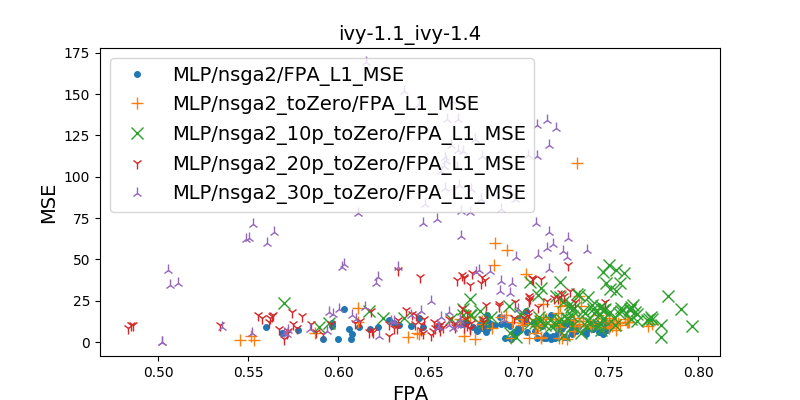 ivy-1.1_ivy-1.4
175
150
125
100
75
50
25
0
MSE
MLP/nsga2/FPA_L1_MSE
MLP/nsga2_toZero/FPA_L1_MSE
MLP/nsga2_10p_toZero/FPA_L1_MSE
MLP/nsga2_20p_toZero/FPA_L1_MSE
MLP/nsga2_30p_toZero/FPA_L1_MSE
0.50 0.55 0.60 0.65 0.70 0.75 0.80
FPA